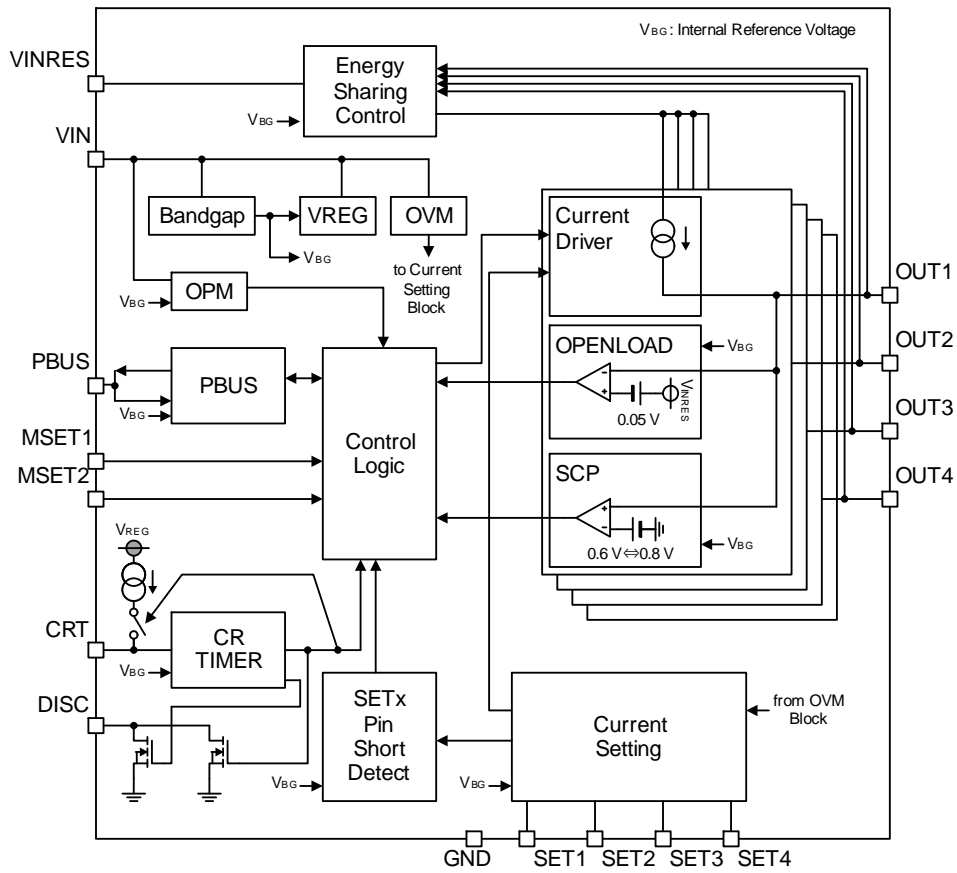 VBG : Internal Reference Voltage
VINRES
Energy
Sharing
Control
VBG
VIN
Bandgap
VREG
OVM
VBG
to Current
Setting
Block
OPM
VBG
Current
Driver
OUT1
OUT2
OUT3
OUT4
OPENLOAD
VBG
-
+
0.05 V
VINRES
PBUS
PBUS
VBG
MSET1
MSET2
Control
Logic
SCP
+
-
0.6 V⇔0.8 V
VBG
VREG
CRT
CR
TIMER
VBG
DISC
SETx
Pin
Short
Detect
VBG
Current
Setting
VBG
from OVM
Block
GND
SET1
SET2
SET3
SET4